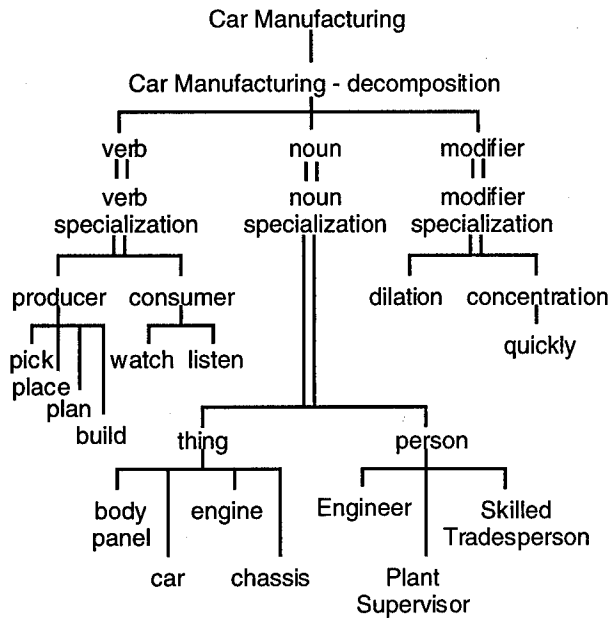 Car Manufacturing
Car Manufacturing - decomposition
verb
noun
modifier
verb
specialization
noun
specialization
modifier
specialization
producer
consumer
dilation
concentration
pick
place
plan
build
watch
listen
quickly
thing
person
body
panel
engine
car
chassis
Engineer
Skilled
Tradesperson
Plant
Supervisor